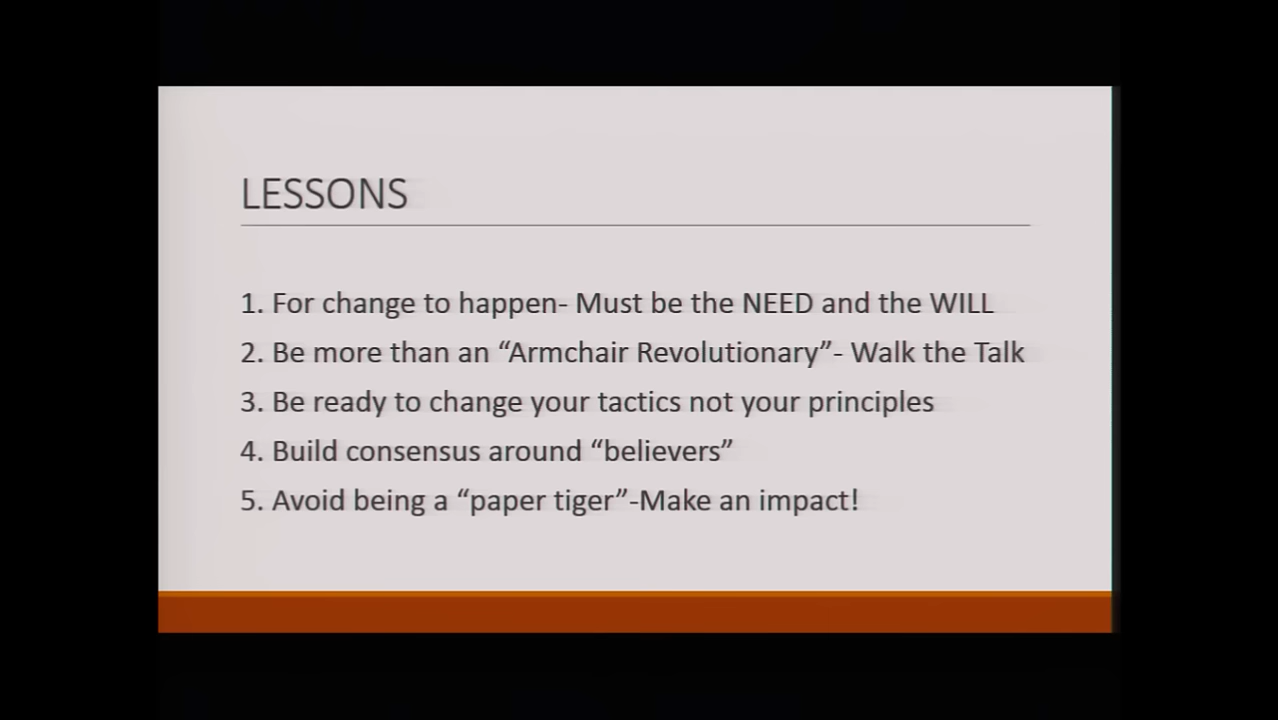 LESSONS
1. For change to happen- Must be the NEED and the WILL
2. Be more than an “Armchair Revolutionary”- Walk the Talk
3. Be ready to change your tactics not your principles
4. Build consensus around “believers”
5. Avoid being a “paper tiger”-Make an impact!